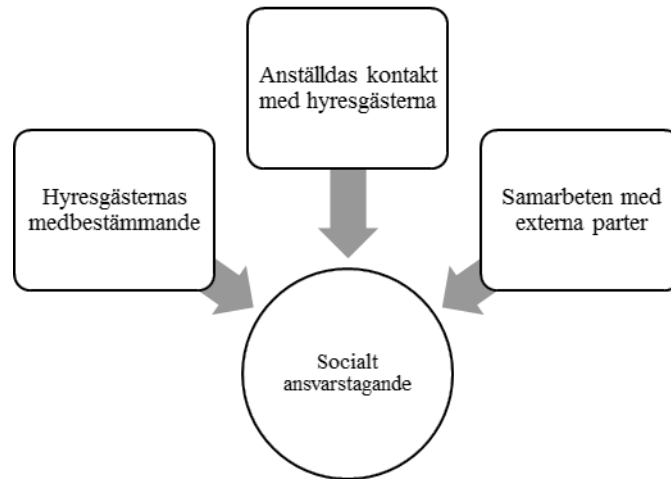 Anställdas kontakt
med hyresgästerna
Hyresgästernas
medbestämmande
Samarbeten med
externa parter
Socialt
ansvarstagande